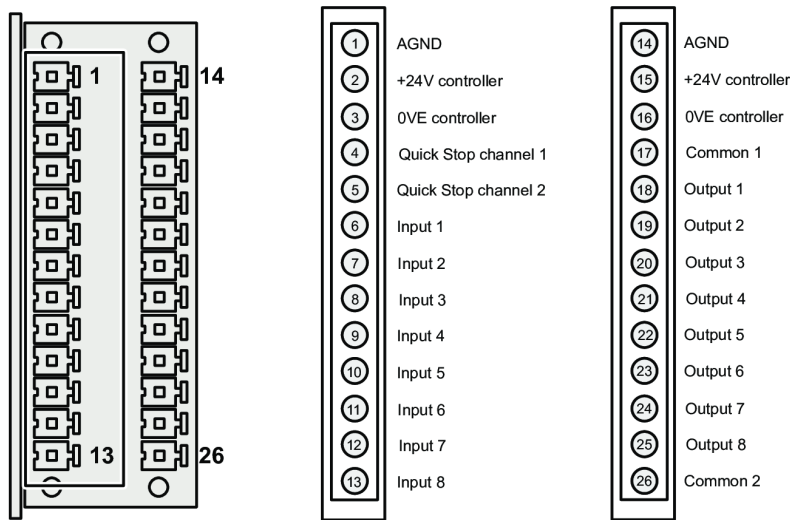 1
14
13
26
1 AGND
2 +24V controller
3 0VE controller
4 Quick Stop channel 1
5 Quick Stop channel 2
6 Input 1
7 Input 2
8 Input 3
9 Input 4
10 Input 5
11 Input 6
12 Input 7
13 Input 8
14 AGND
15 +24V controller
16 0VE controller
17 Common 1
18 Output 1
19 Output 2
20 Output 3
21 Output 4
22 Output 5
23 Output 6
24 Output 7
25 Output 8
26 Common 2